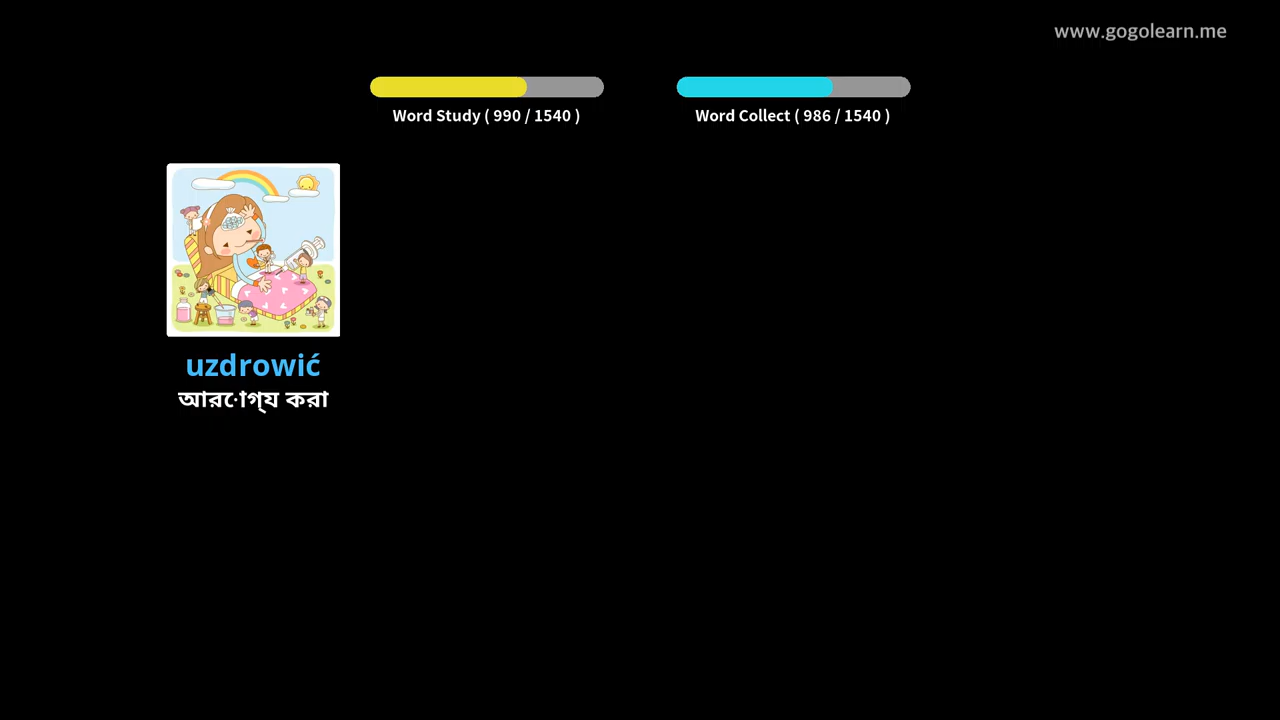 www.gogolearn.me
Word Study ( 990 / 1540 )
Word Collect ( 986 / 1540 )
uzdrowić
আরোগ্য করা